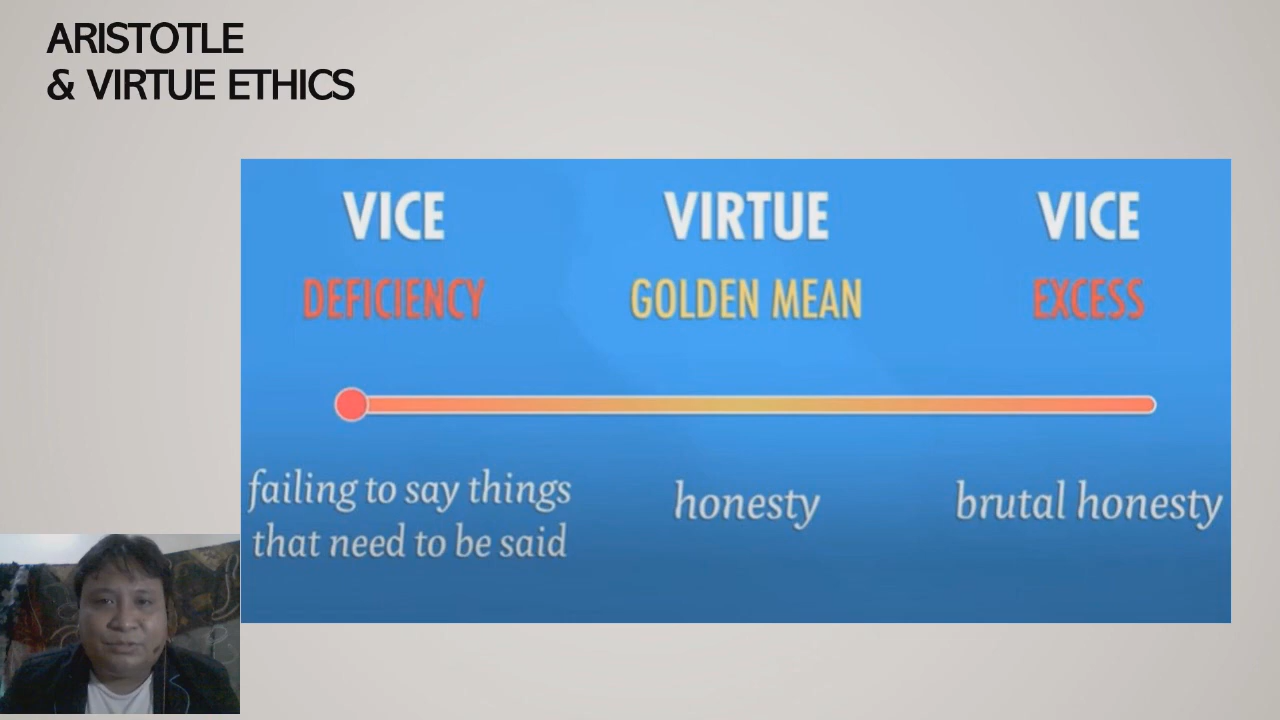 ARISTOTLE
& VIRTUE ETHICS
VICE
DEFICIENCY
failing to say things
that need to be said
VIRTUE
GOLDEN MEAN
honesty
VICE
EXCESS
brutal honesty